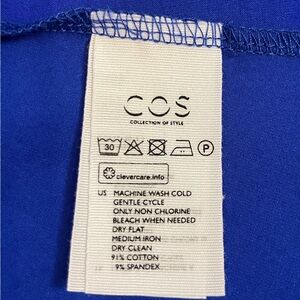 COS
COLLECTION OF STYLE
30
P
clevercare.info
US MACHINE WASH COLD
GENTLE CYCLE
ONLY NON CHLORINE
BLEACH WHEN NEEDED
DRY FLAT
MEDIUM IRON
DRY CLEAN
91% COTTON
9% SPANDEX